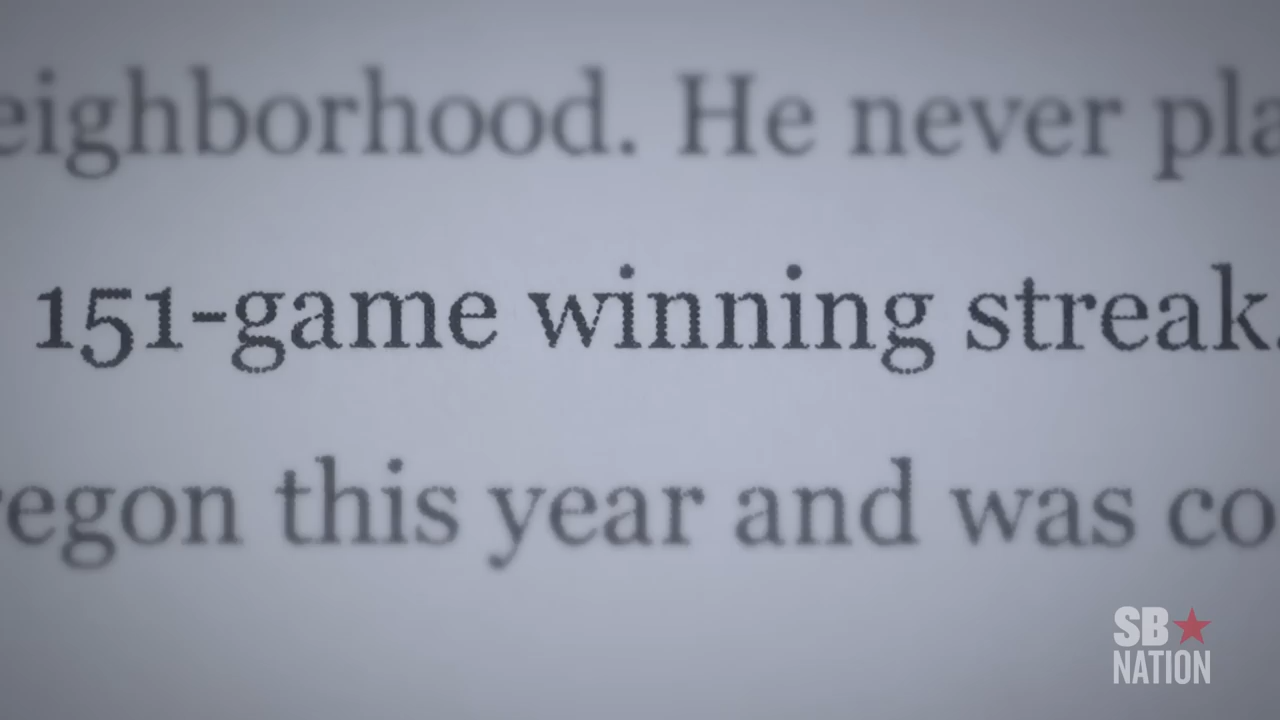 eighborhood. He never pla
151-game winning streak.
egon this year and was co
SB
NATION